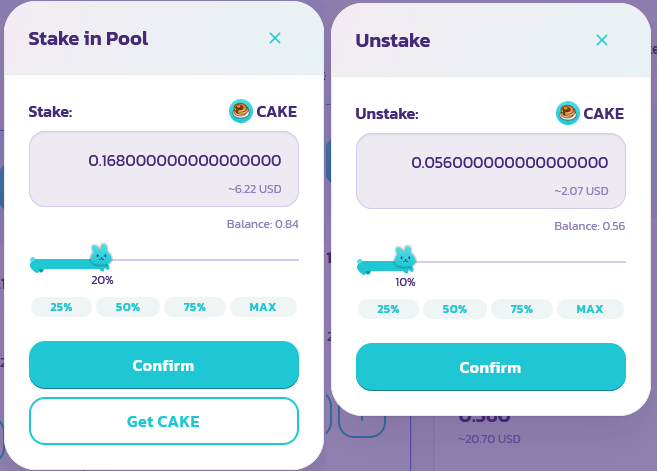 Stake in Pool
Stake:
CAKE
0.168000000000000000
~6.22 USD
Balance: 0.84
20%
25%
50%
75%
MAX
Confirm
Get CAKE
Unstake
Unstake:
CAKE
0.056000000000000000
~2.07 USD
Balance: 0.56
10%
25%
50%
75%
MAX
Confirm
~20.70 USD